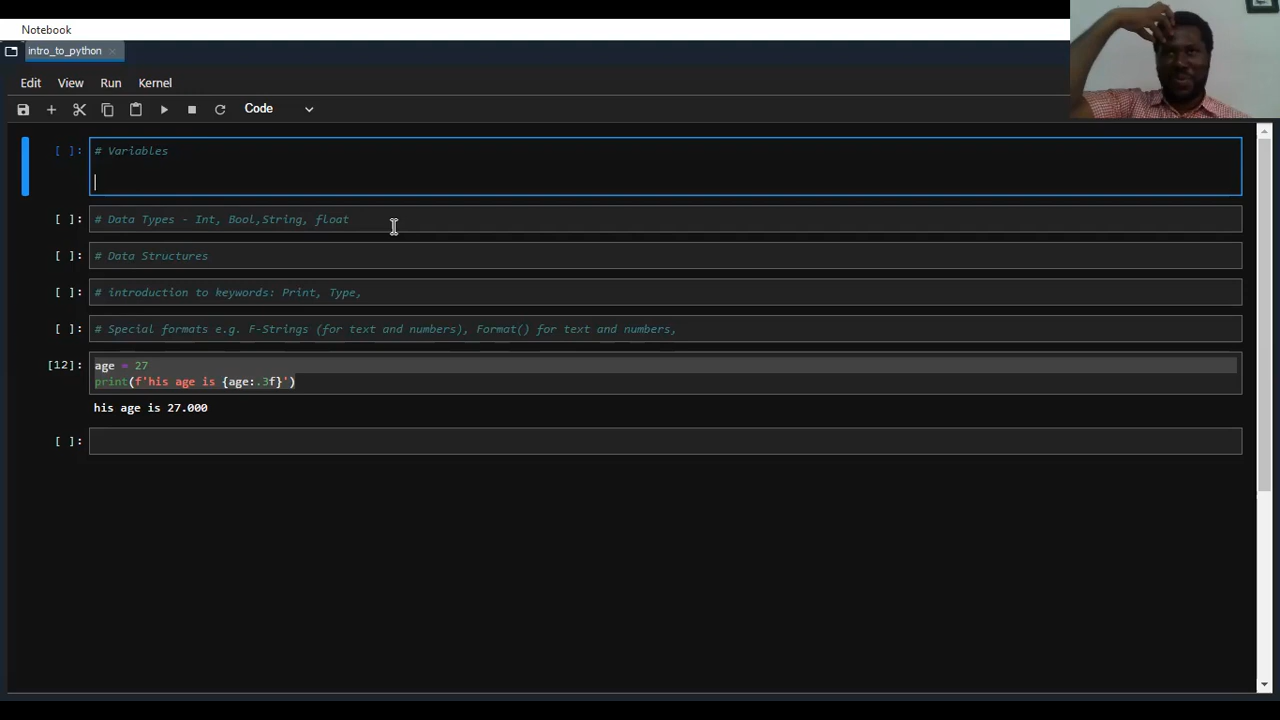 Notebook
intro_to_python ×
Edit View Run Kernel
Code
[ ]: # Variables
[ ]: # Data Types - Int, Bool,String, float
[ ]: # Data Structures
[ ]: # introduction to keywords: Print, Type,
[ ]: # Special formats e.g. F-Strings (for text and numbers), Format() for text and numbers,
[12]: age = 27
print(f'his age is {age:.3f}')
his age is 27.000
[ ]: